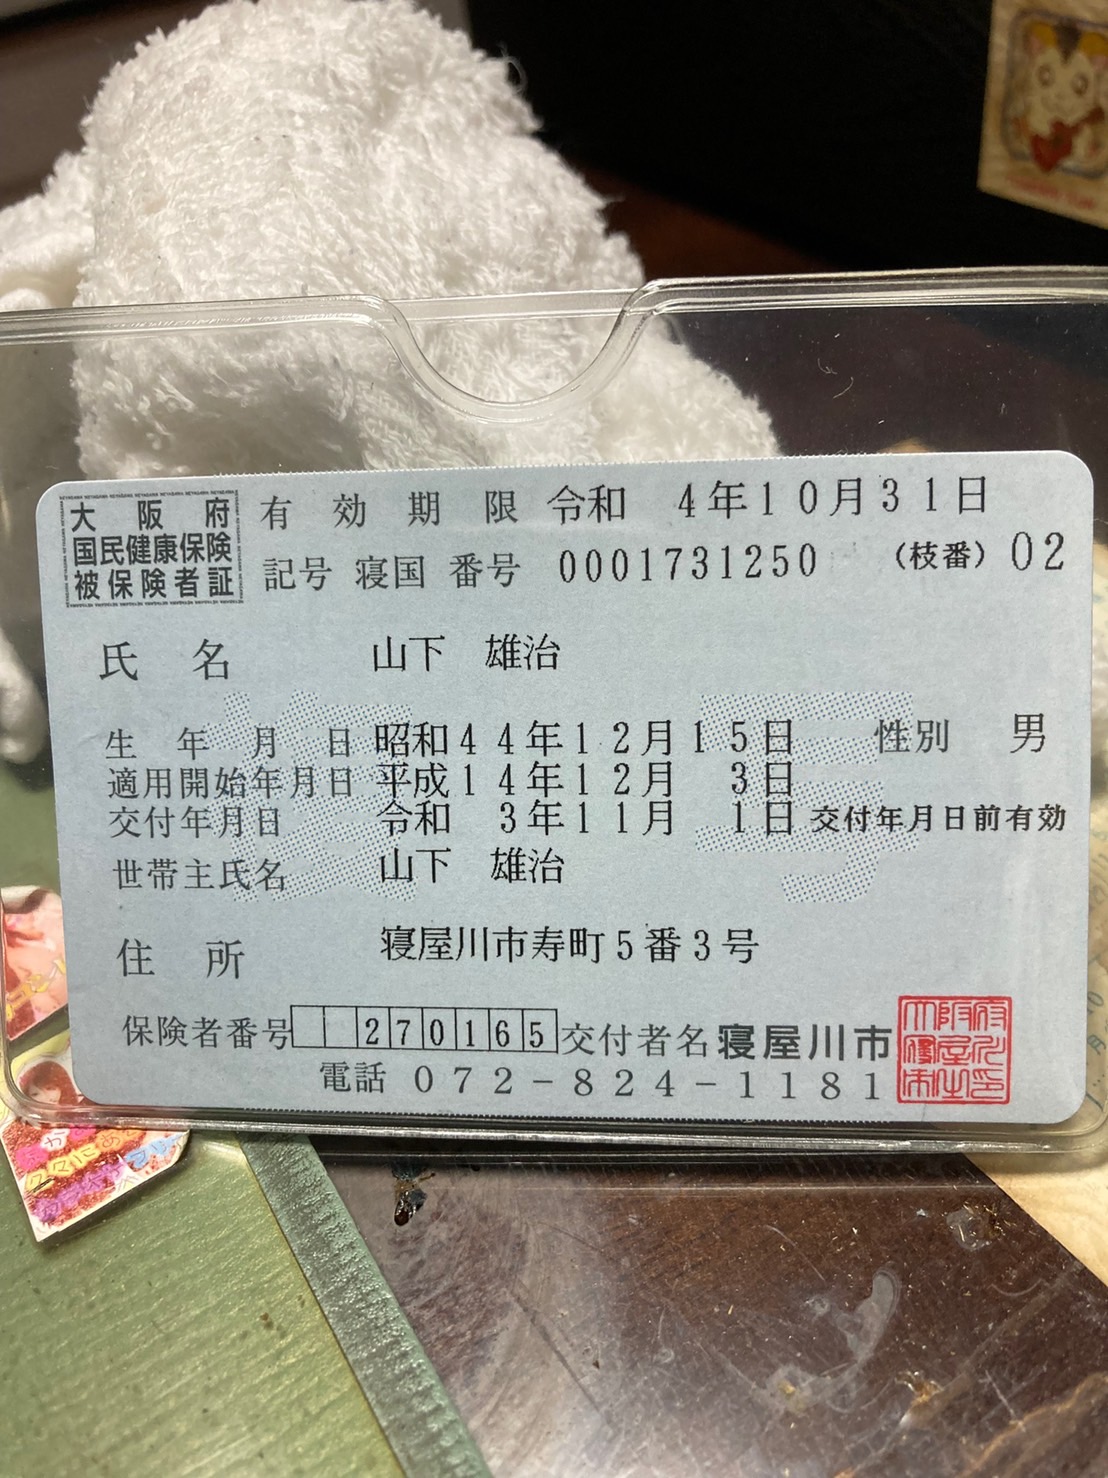 大阪府
国民健康保険
被保険者証
有効期限 令和 4年10月31日
記号 寝国 番号 0001731250 (枝番) 02
氏名 山下 雄治
生年月日 昭和44年12月15日 性別 男
適用開始年月日 平成14年12月 3日
交付年月日 令和 3年11月 1日 交付年月日前有効
世帯主氏名 山下 雄治
住所 寝屋川市寿町5番3号
保険者番号 270165 交付者名 寝屋川市
電話 072-824-1181